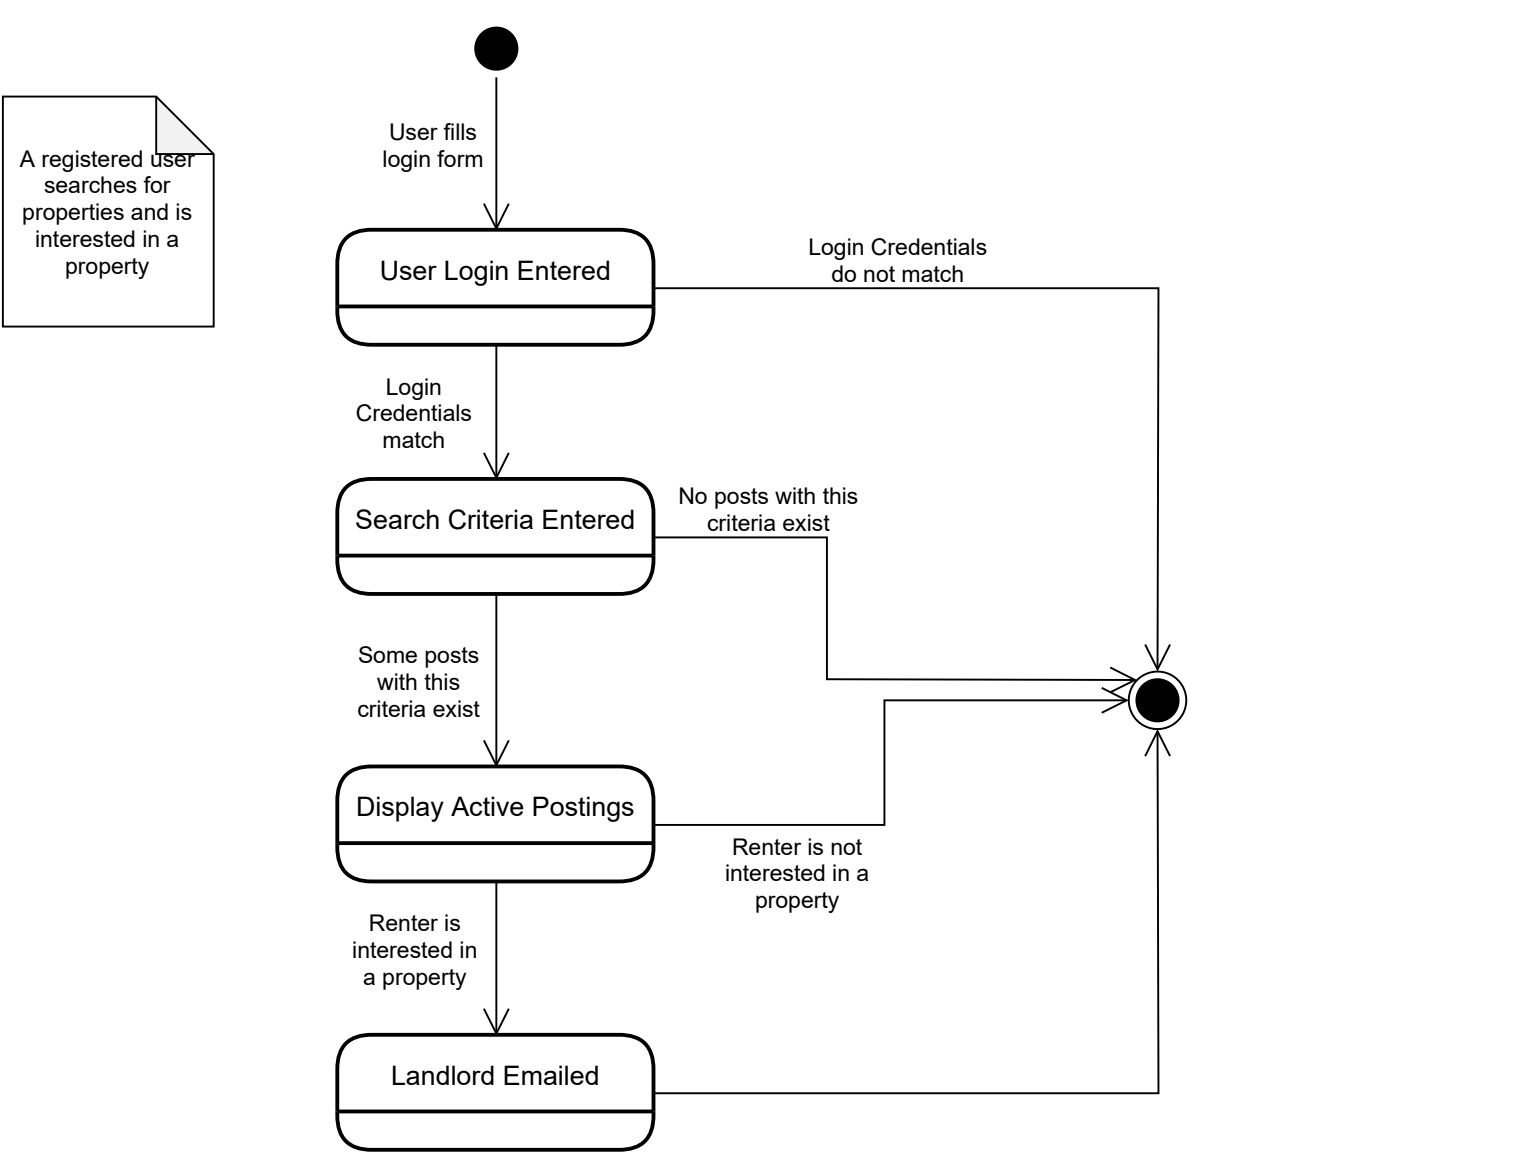 A registered user
searches for
properties and is
interested in a
property
User fills
login form
User Login Entered
Login Credentials
do not match
Login
Credentials
match
Search Criteria Entered
No posts with this
criteria exist
Some posts
with this
criteria exist
Display Active Postings
Renter is not
interested in a
property
Renter is
interested in
a property
Landlord Emailed